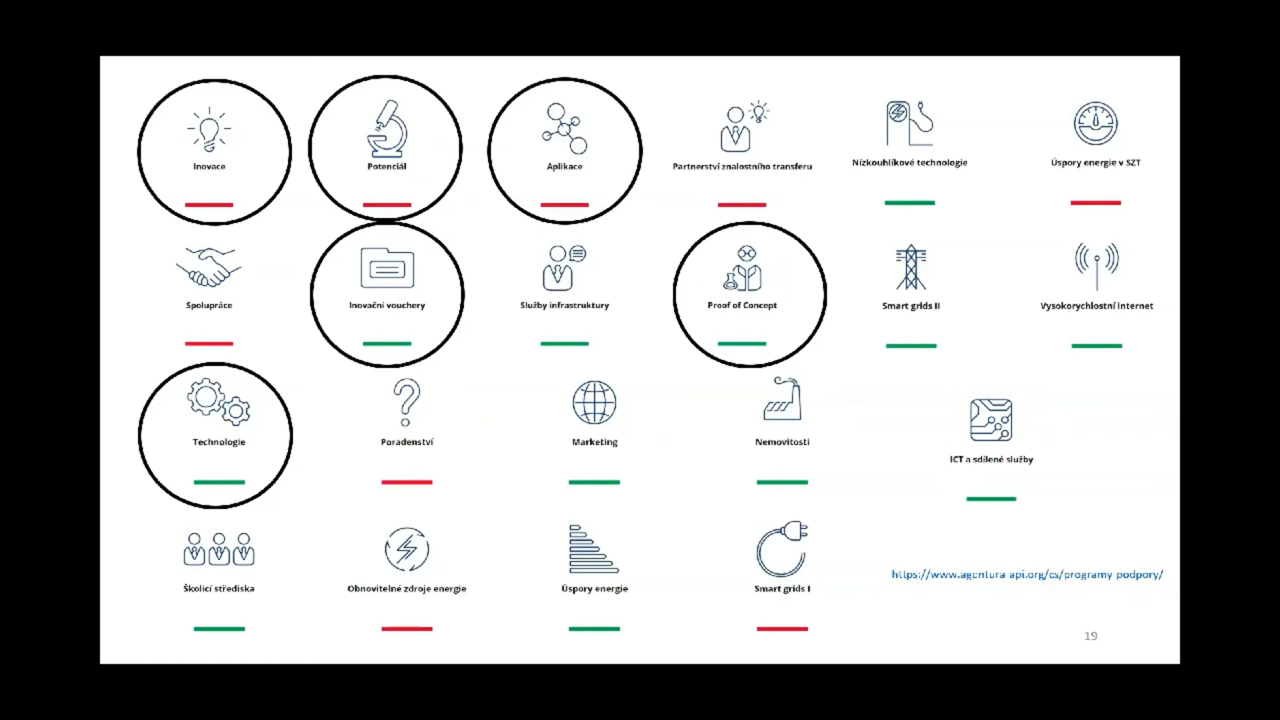 Inovace
Potenciál
Aplikace
Partnerství znalostního transferu
Nízkouhlíkové technologie
Úspory energie v SZT
Spolupráce
Inovační vouchery
Služby infrastruktury
Proof of Concept
Smart grids II
Vysokorychlostní internet
Technologie
Poradenství
Marketing
Nemovitosti
ICT a sdílené služby
Školicí střediska
Obnovitelné zdroje energie
Úspory energie
Smart grids I
https://www.agentura-api.org/cs/programy-podpory/
19